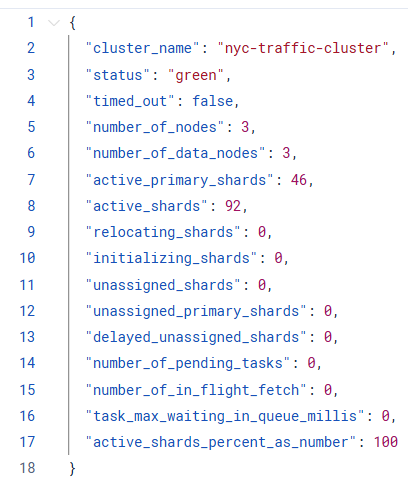 1 {
2 "cluster_name": "nyc-traffic-cluster",
3 "status": "green",
4 "timed_out": false,
5 "number_of_nodes": 3,
6 "number_of_data_nodes": 3,
7 "active_primary_shards": 46,
8 "active_shards": 92,
9 "relocating_shards": 0,
10 "initializing_shards": 0,
11 "unassigned_shards": 0,
12 "unassigned_primary_shards": 0,
13 "delayed_unassigned_shards": 0,
14 "number_of_pending_tasks": 0,
15 "number_of_in_flight_fetch": 0,
16 "task_max_waiting_in_queue_millis": 0,
17 "active_shards_percent_as_number": 100
18 }